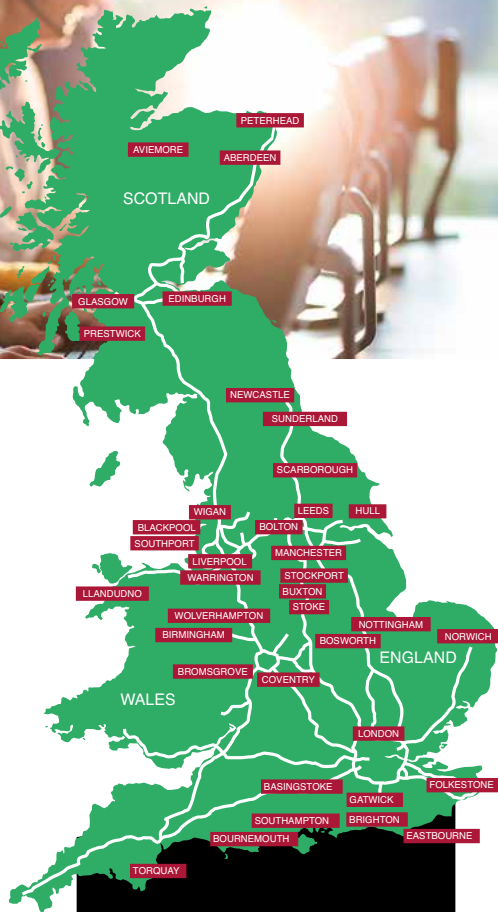 PETERHEAD
AVIEMORE
ABERDEEN
SCOTLAND
GLASGOW
EDINBURGH
PRESTWICK
NEWCASTLE
SUNDERLAND
SCARBOROUGH
WIGAN
LEEDS
HULL
BLACKPOOL
BOLTON
SOUTHPORT
MANCHESTER
LIVERPOOL
WARRINGTON
STOCKPORT
LLANDUDNO
BUXTON
STOKE
WOLVERHAMPTON
NOTTINGHAM
BIRMINGHAM
BOSWORTH
NORWICH
ENGLAND
BROMSGROVE
COVENTRY
WALES
LONDON
BASINGSTOKE
FOLKESTONE
GATWICK
SOUTHAMPTON
BRIGHTON
BOURNEMOUTH
EASTBOURNE
TORQUAY